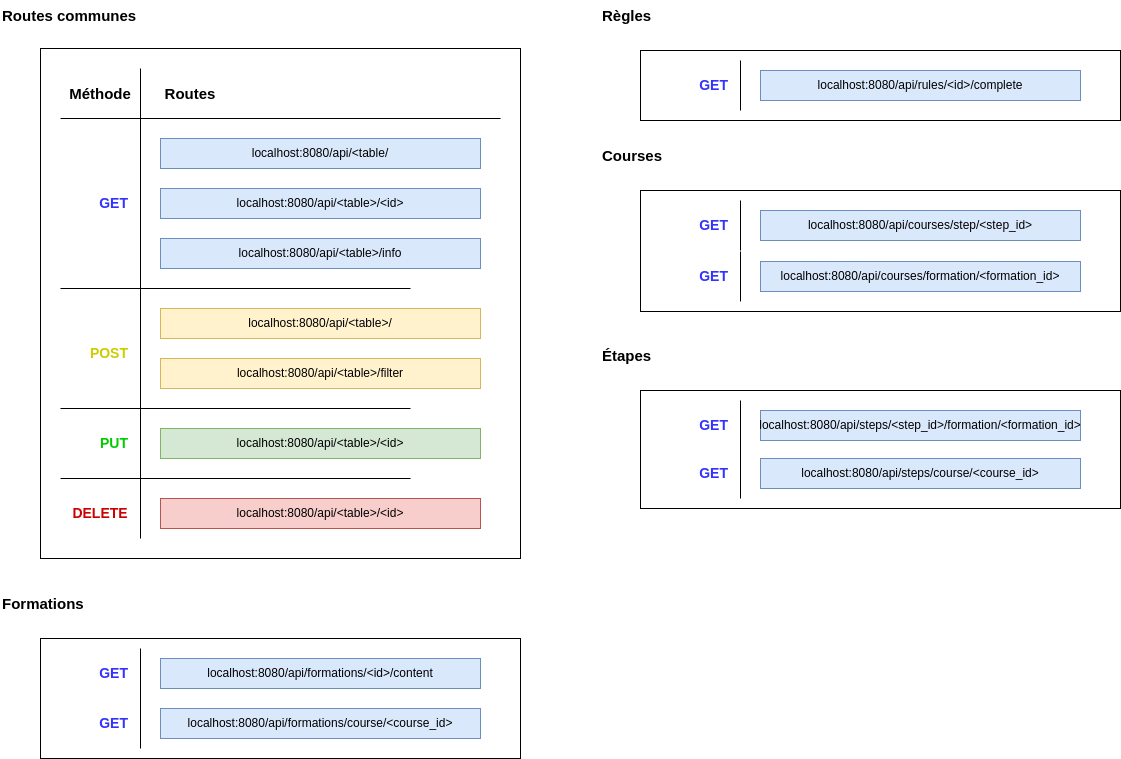 Routes communes
Méthode Routes
GET
localhost:8080/api/<table/
localhost:8080/api/<table>/<id>
localhost:8080/api/<table>/info
POST
localhost:8080/api/<table>/
localhost:8080/api/<table>/filter
PUT localhost:8080/api/<table>/<id>
DELETE localhost:8080/api/<table>/<id>
Formations
GET localhost:8080/api/formations/<id>/content
GET localhost:8080/api/formations/course/<course_id>
Règles
GET localhost:8080/api/rules/<id>/complete
Courses
GET localhost:8080/api/courses/step/<step_id>
GET localhost:8080/api/courses/formation/<formation_id>
Étapes
GET localhost:8080/api/steps/<step_id>/formation/<formation_id>
GET localhost:8080/api/steps/course/<course_id>